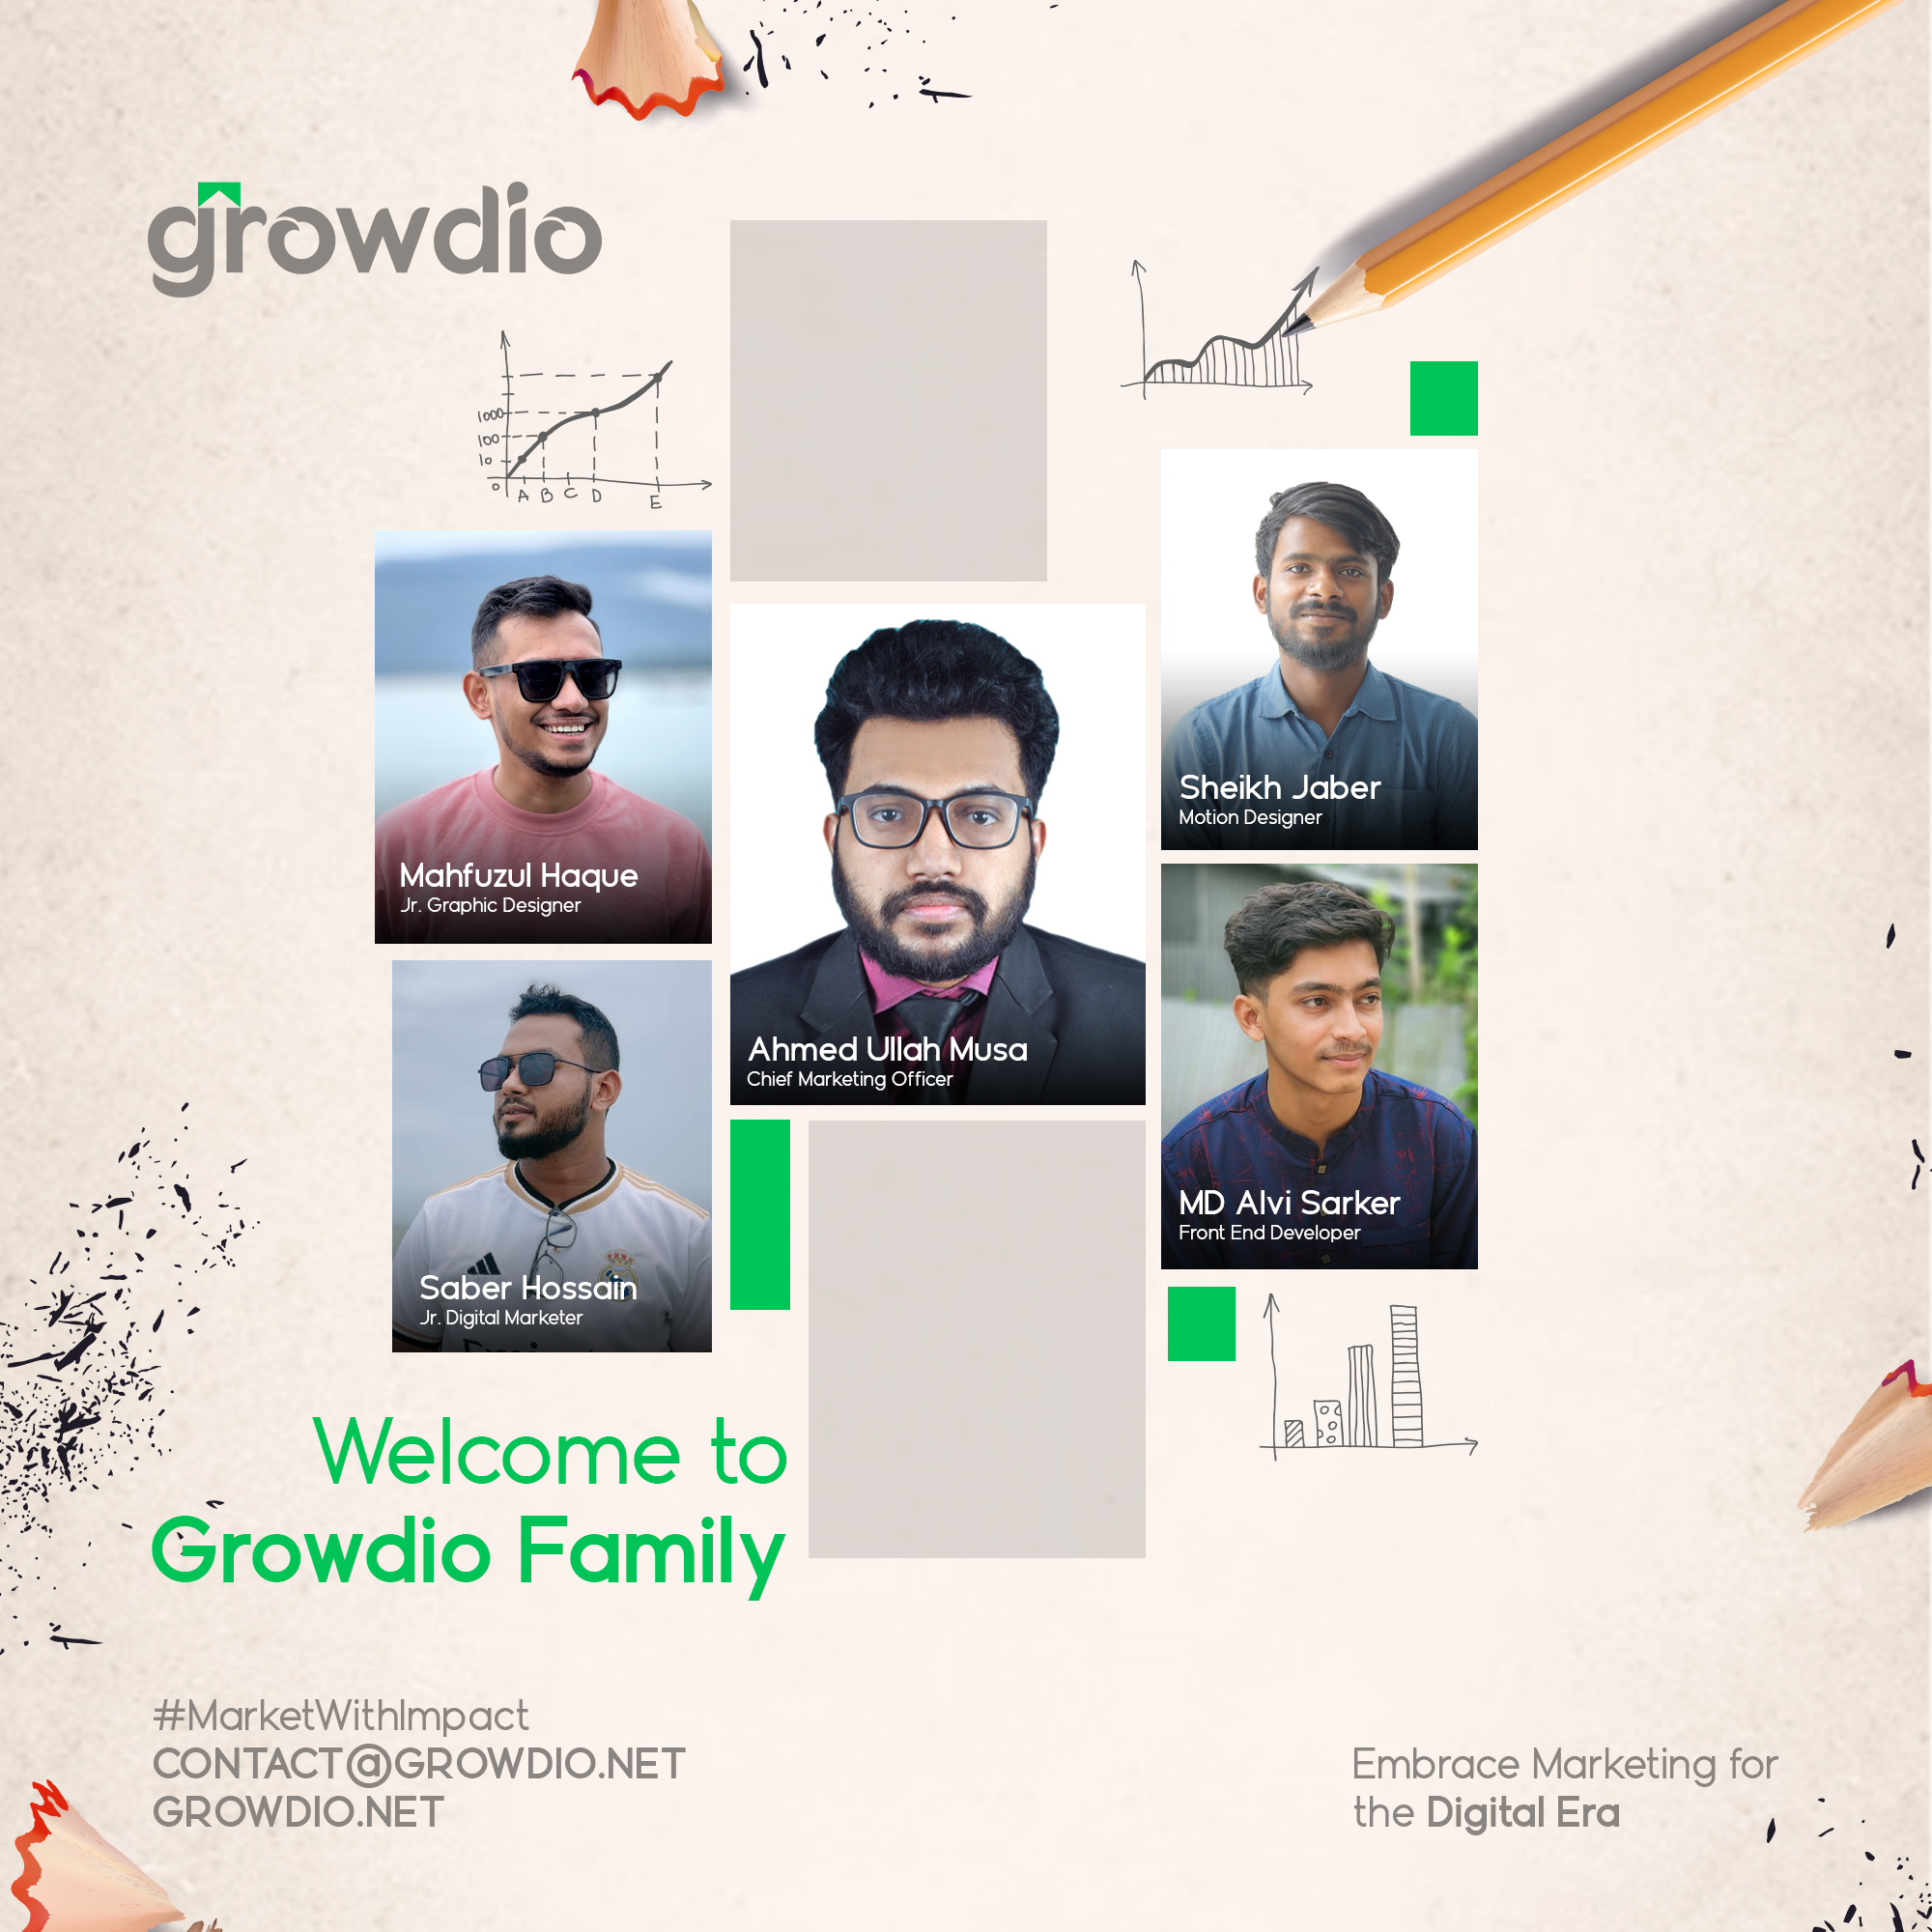 growdio
1000
100
10
0
A B C D E
Mahfuzul Haque
Jr. Graphic Designer
Sheikh Jaber
Motion Designer
Ahmed Ullah Musa
Chief Marketing Officer
Saber Hossain
Jr. Digital Marketer
MD Alvi Sarker
Front End Developer
Welcome to
Growdio Family
#MarketWithImpact
CONTACT@GROWDIO.NET
GROWDIO.NET
Embrace Marketing for
the Digital Era